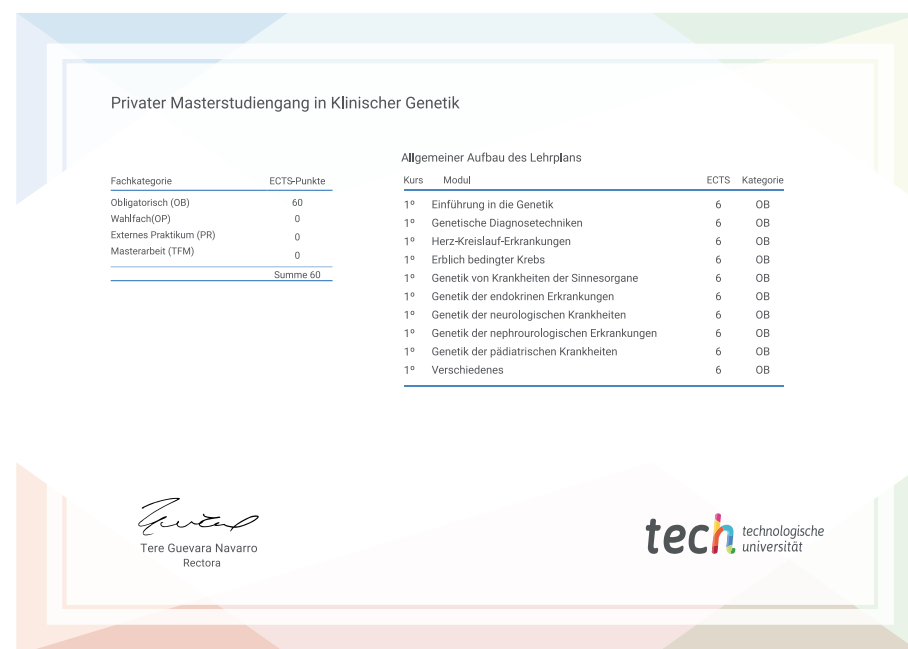 Privater Masterstudiengang in Klinischer Genetik
Fachkategorie ECTS-Punkte
Obligatorisch (OB) 60
Wahlfach(OP) 0
Externes Praktikum (PR) 0
Masterarbeit (TFM) 0
Summe 60
Allgemeiner Aufbau des Lehrplans
Kurs Modul ECTS Kategorie
1º Einführung in die Genetik 6 OB
1º Genetische Diagnosetechniken 6 OB
1º Herz-Kreislauf-Erkrankungen 6 OB
1º Erblich bedingter Krebs 6 OB
1º Genetik von Krankheiten der Sinnesorgane 6 OB
1º Genetik der endokrinen Erkrankungen 6 OB
1º Genetik der neurologischen Krankheiten 6 OB
1º Genetik der nephrourologischen Erkrankungen 6 OB
1º Genetik der pädiatrischen Krankheiten 6 OB
1º Verschiedenes 6 OB
Tere Guevara Navarro
Rectora
tech technologische
universität